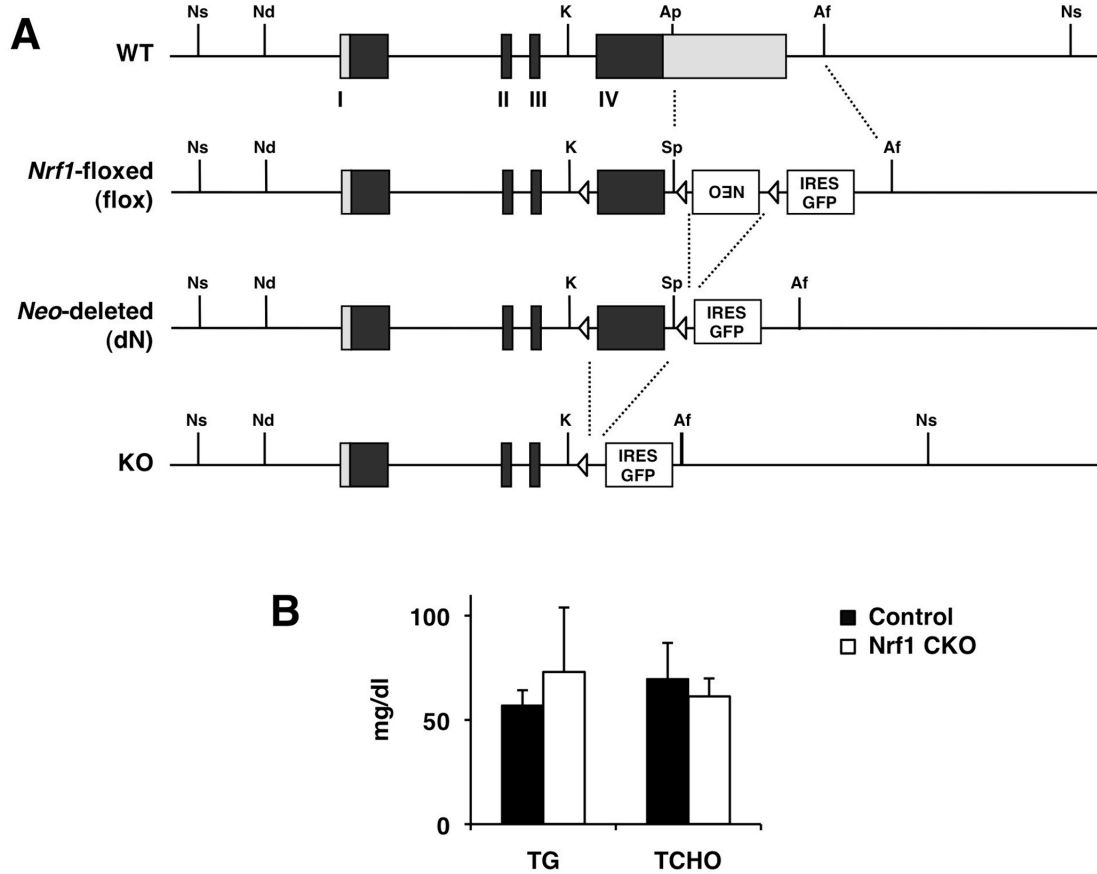 A
Ns Nd K Ap Af Ns
WT
I II III IV
Ns Nd K Sp Af
Nrf1-floxed
(flox)
NEO
IRES
GFP
Ns Nd K Sp Af
Neo-deleted
(dN)
IRES
GFP
Ns Nd K Af Ns
KO
IRES
GFP
B
100
50
0
mg/dl
TG TCHO
Control
Nrf1 CKO